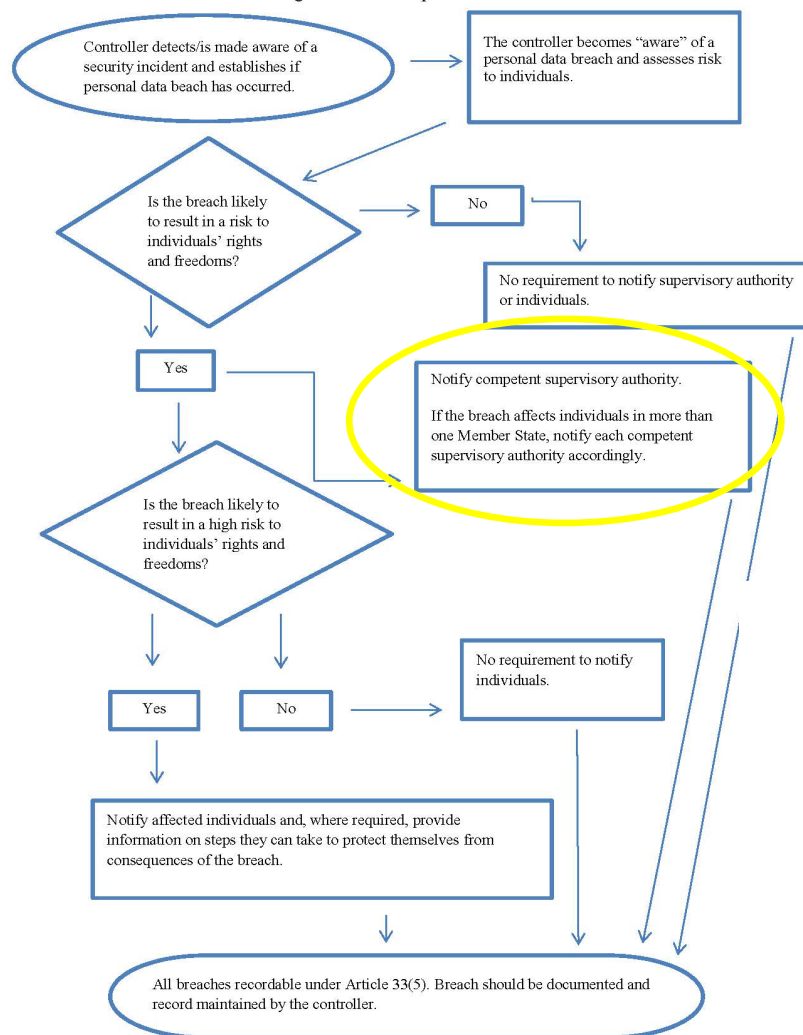 Controller detects/is made aware of a
security incident and establishes if
personal data beach has occurred.
The controller becomes “aware” of a
personal data breach and assesses risk
to individuals.
Is the breach likely
to result in a risk to
individuals’ rights
and freedoms?
No
No requirement to notify supervisory authority
or individuals.
Yes
Notify competent supervisory authority.
If the breach affects individuals in more than
one Member State, notify each competent
supervisory authority accordingly.
Is the breach likely to
result in a high risk to
individuals’ rights and
freedoms?
No requirement to notify
individuals.
Yes
No
Notify affected individuals and, where required, provide
information on steps they can take to protect themselves from
consequences of the breach.
All breaches recordable under Article 33(5). Breach should be documented and
record maintained by the controller.